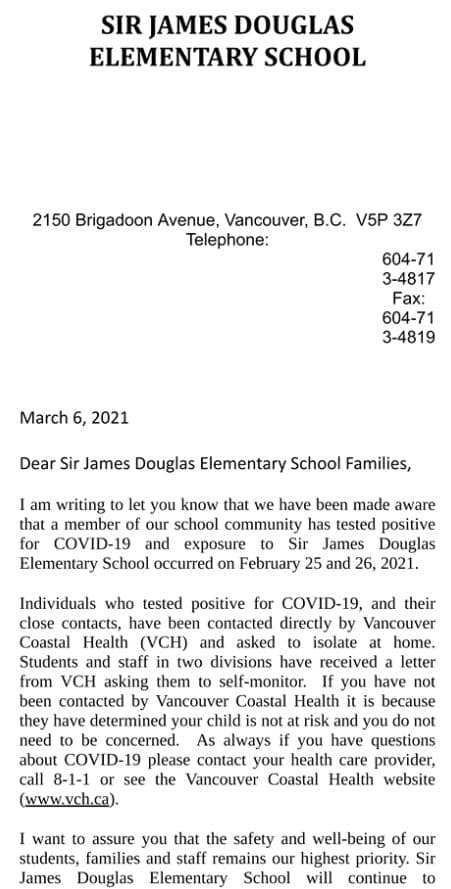 SIR JAMES DOUGLAS
ELEMENTARY SCHOOL
2150 Brigadoon Avenue, Vancouver, B.C.  V5P 3Z7
Telephone:
604-71
3-4817
Fax:
604-71
3-4819
March 6, 2021
Dear Sir James Douglas Elementary School Families,
I am writing to let you know that we have been made aware
that a member of our school community has tested positive
for COVID-19 and exposure to Sir James Douglas
Elementary School occurred on February 25 and 26, 2021.
Individuals who tested positive for COVID-19, and their
close contacts, have been contacted directly by Vancouver
Coastal Health (VCH) and asked to isolate at home.
Students and staff in two divisions have received a letter
from VCH asking them to self-monitor.  If you have not
been contacted by Vancouver Coastal Health it is because
they have determined your child is not at risk and you do not
need to be concerned.  As always if you have questions
about COVID-19 please contact your health care provider,
call 8-1-1 or see the Vancouver Coastal Health website
(www.vch.ca).
I want to assure you that the safety and well-being of our
students, families and staff remains our highest priority. Sir
James Douglas Elementary School will continue to